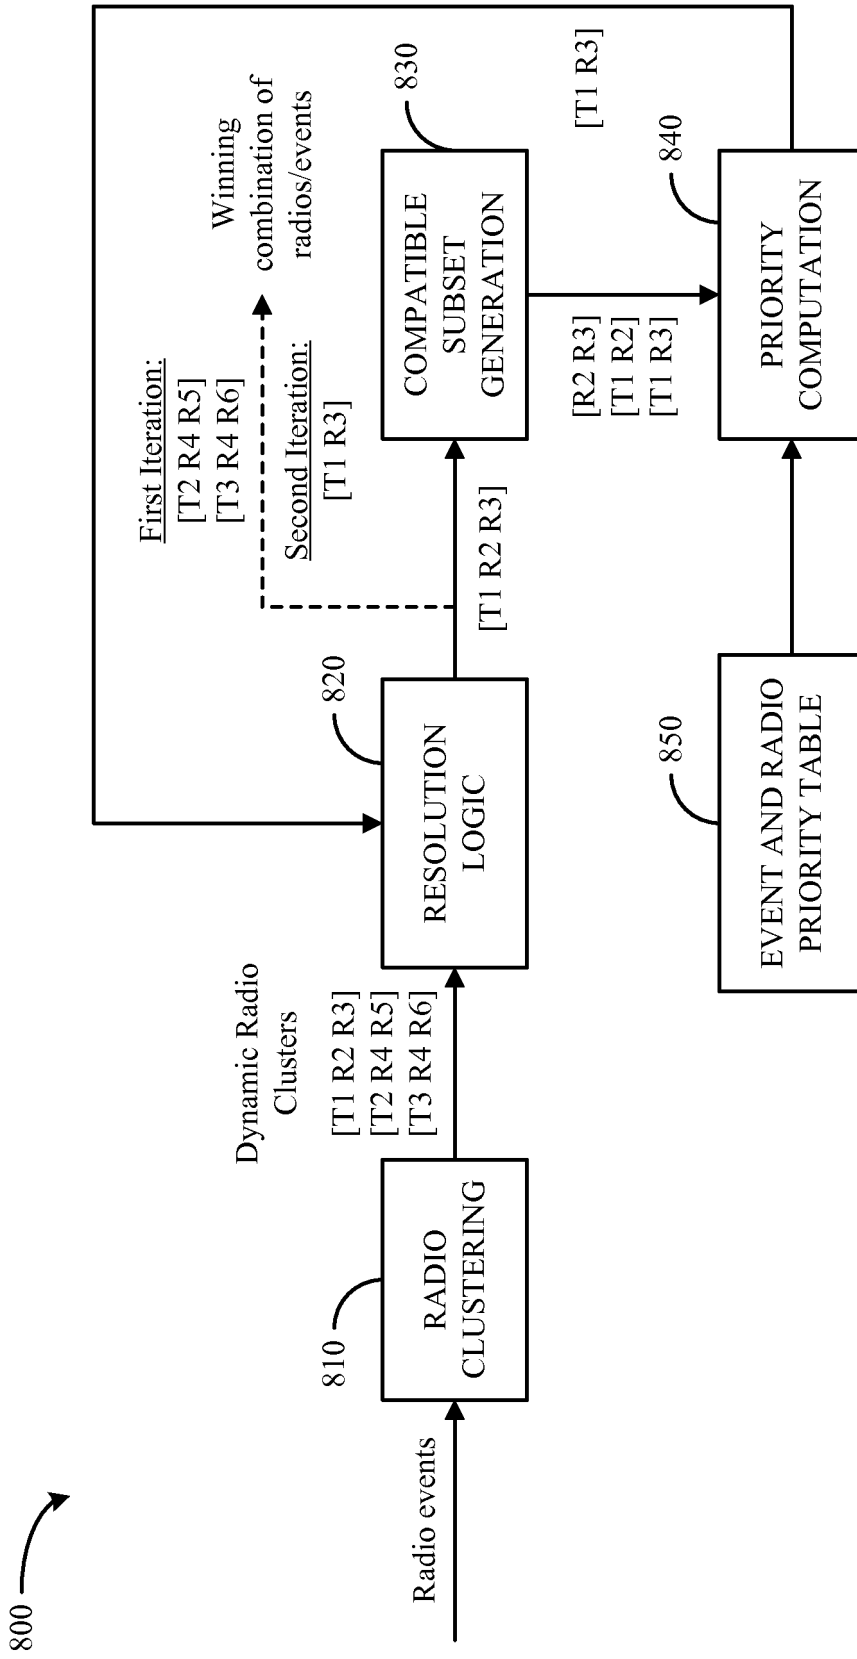 800
Radio events
810
RADIO
CLUSTERING
Dynamic Radio
Clusters
[T1 R2 R3]
[T2 R4 R5]
[T3 R4 R6]
820
RESOLUTION
LOGIC
First Iteration:
[T2 R4 R5]
[T3 R4 R6]
Second Iteration:
[T1 R3]
Winning
combination of
radios/events
[T1 R2 R3]
830
COMPATIBLE
SUBSET
GENERATION
[R2 R3]
[T1 R2]
[T1 R3]
840
PRIORITY
COMPUTATION
[T1 R3]
850
EVENT AND RADIO
PRIORITY TABLE